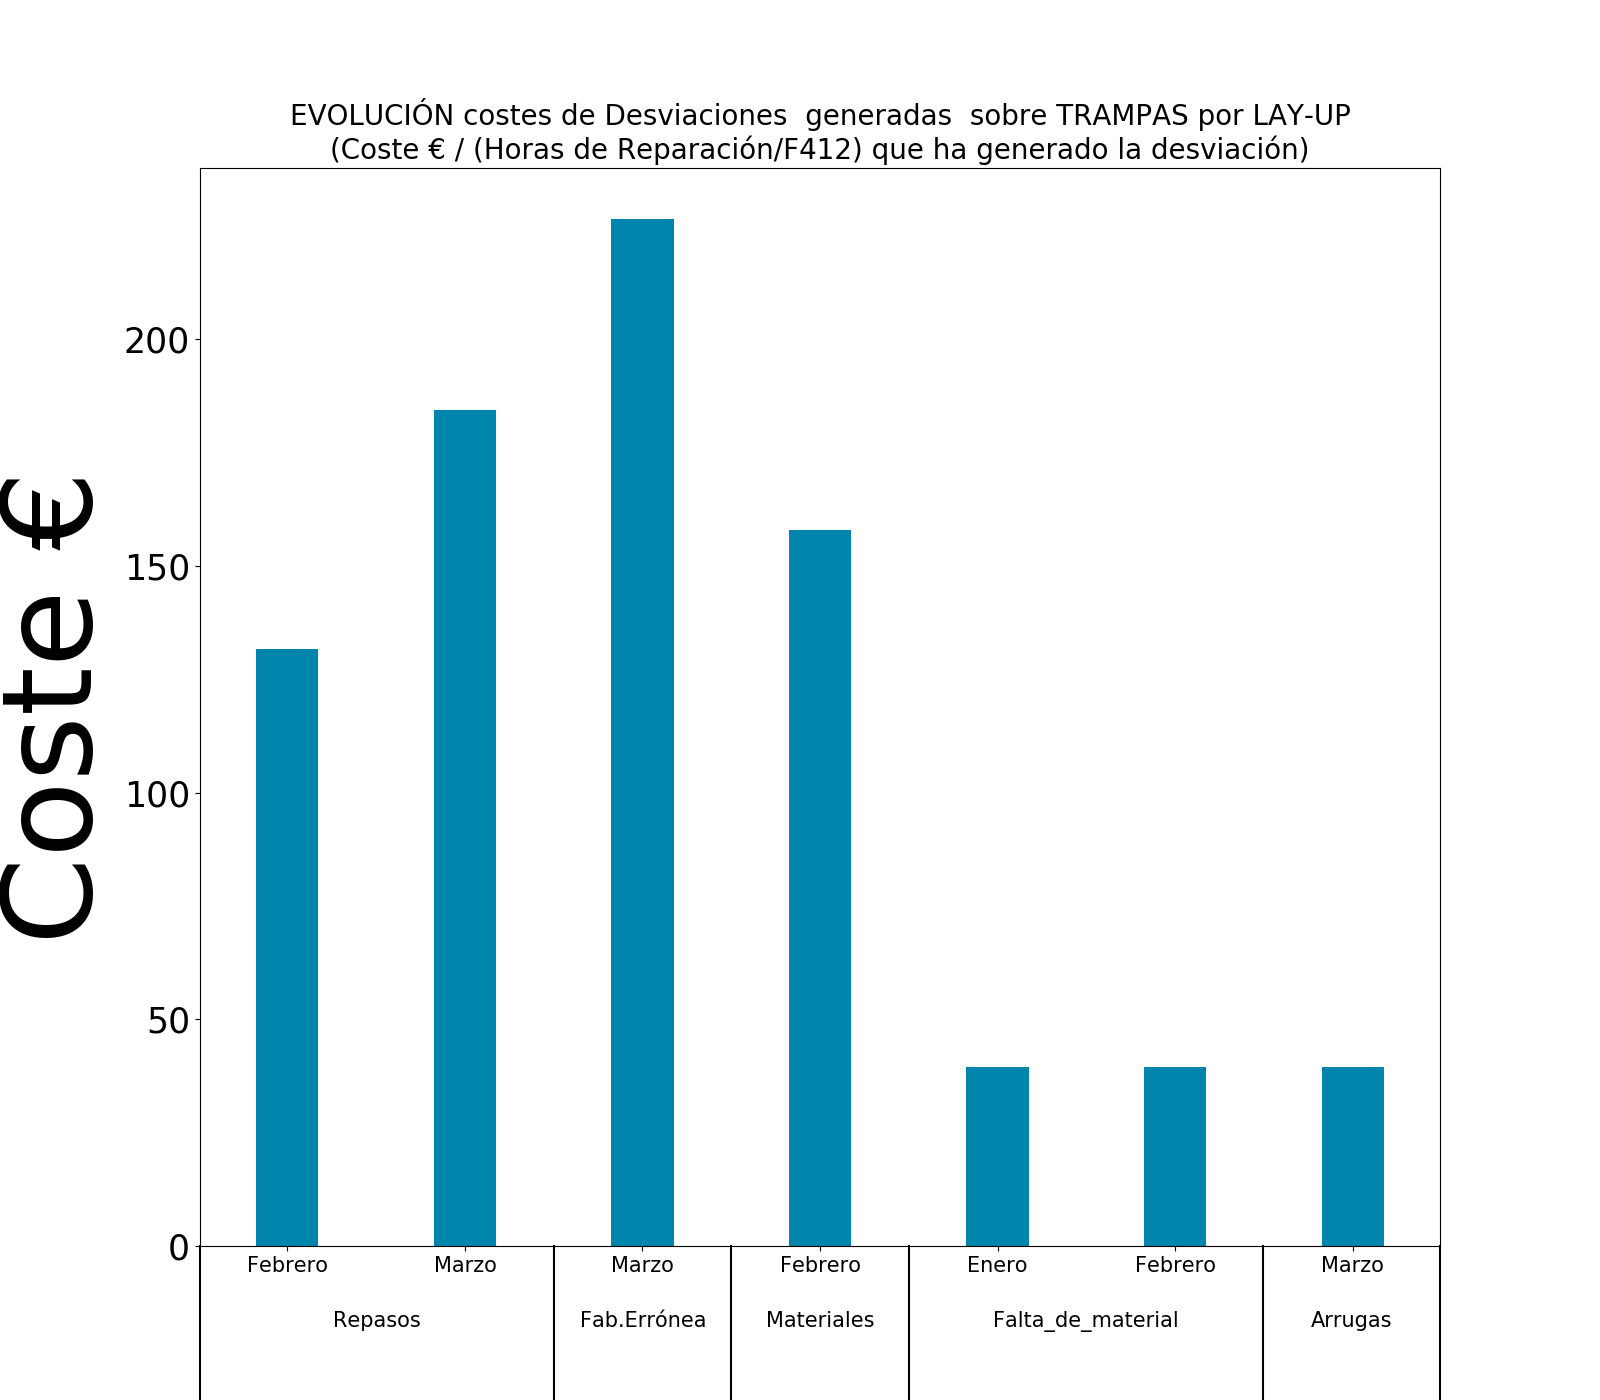 EVOLUCIÓN costes de Desviaciones  generadas  sobre TRAMPAS por LAY-UP
(Coste € / (Horas de Reparación/F412) que ha generado la desviación)
Coste €
200
150
100
50
0
Febrero Marzo Marzo Febrero Enero Febrero Marzo
Repasos Fab.Errónea Materiales Falta_de_material Arrugas